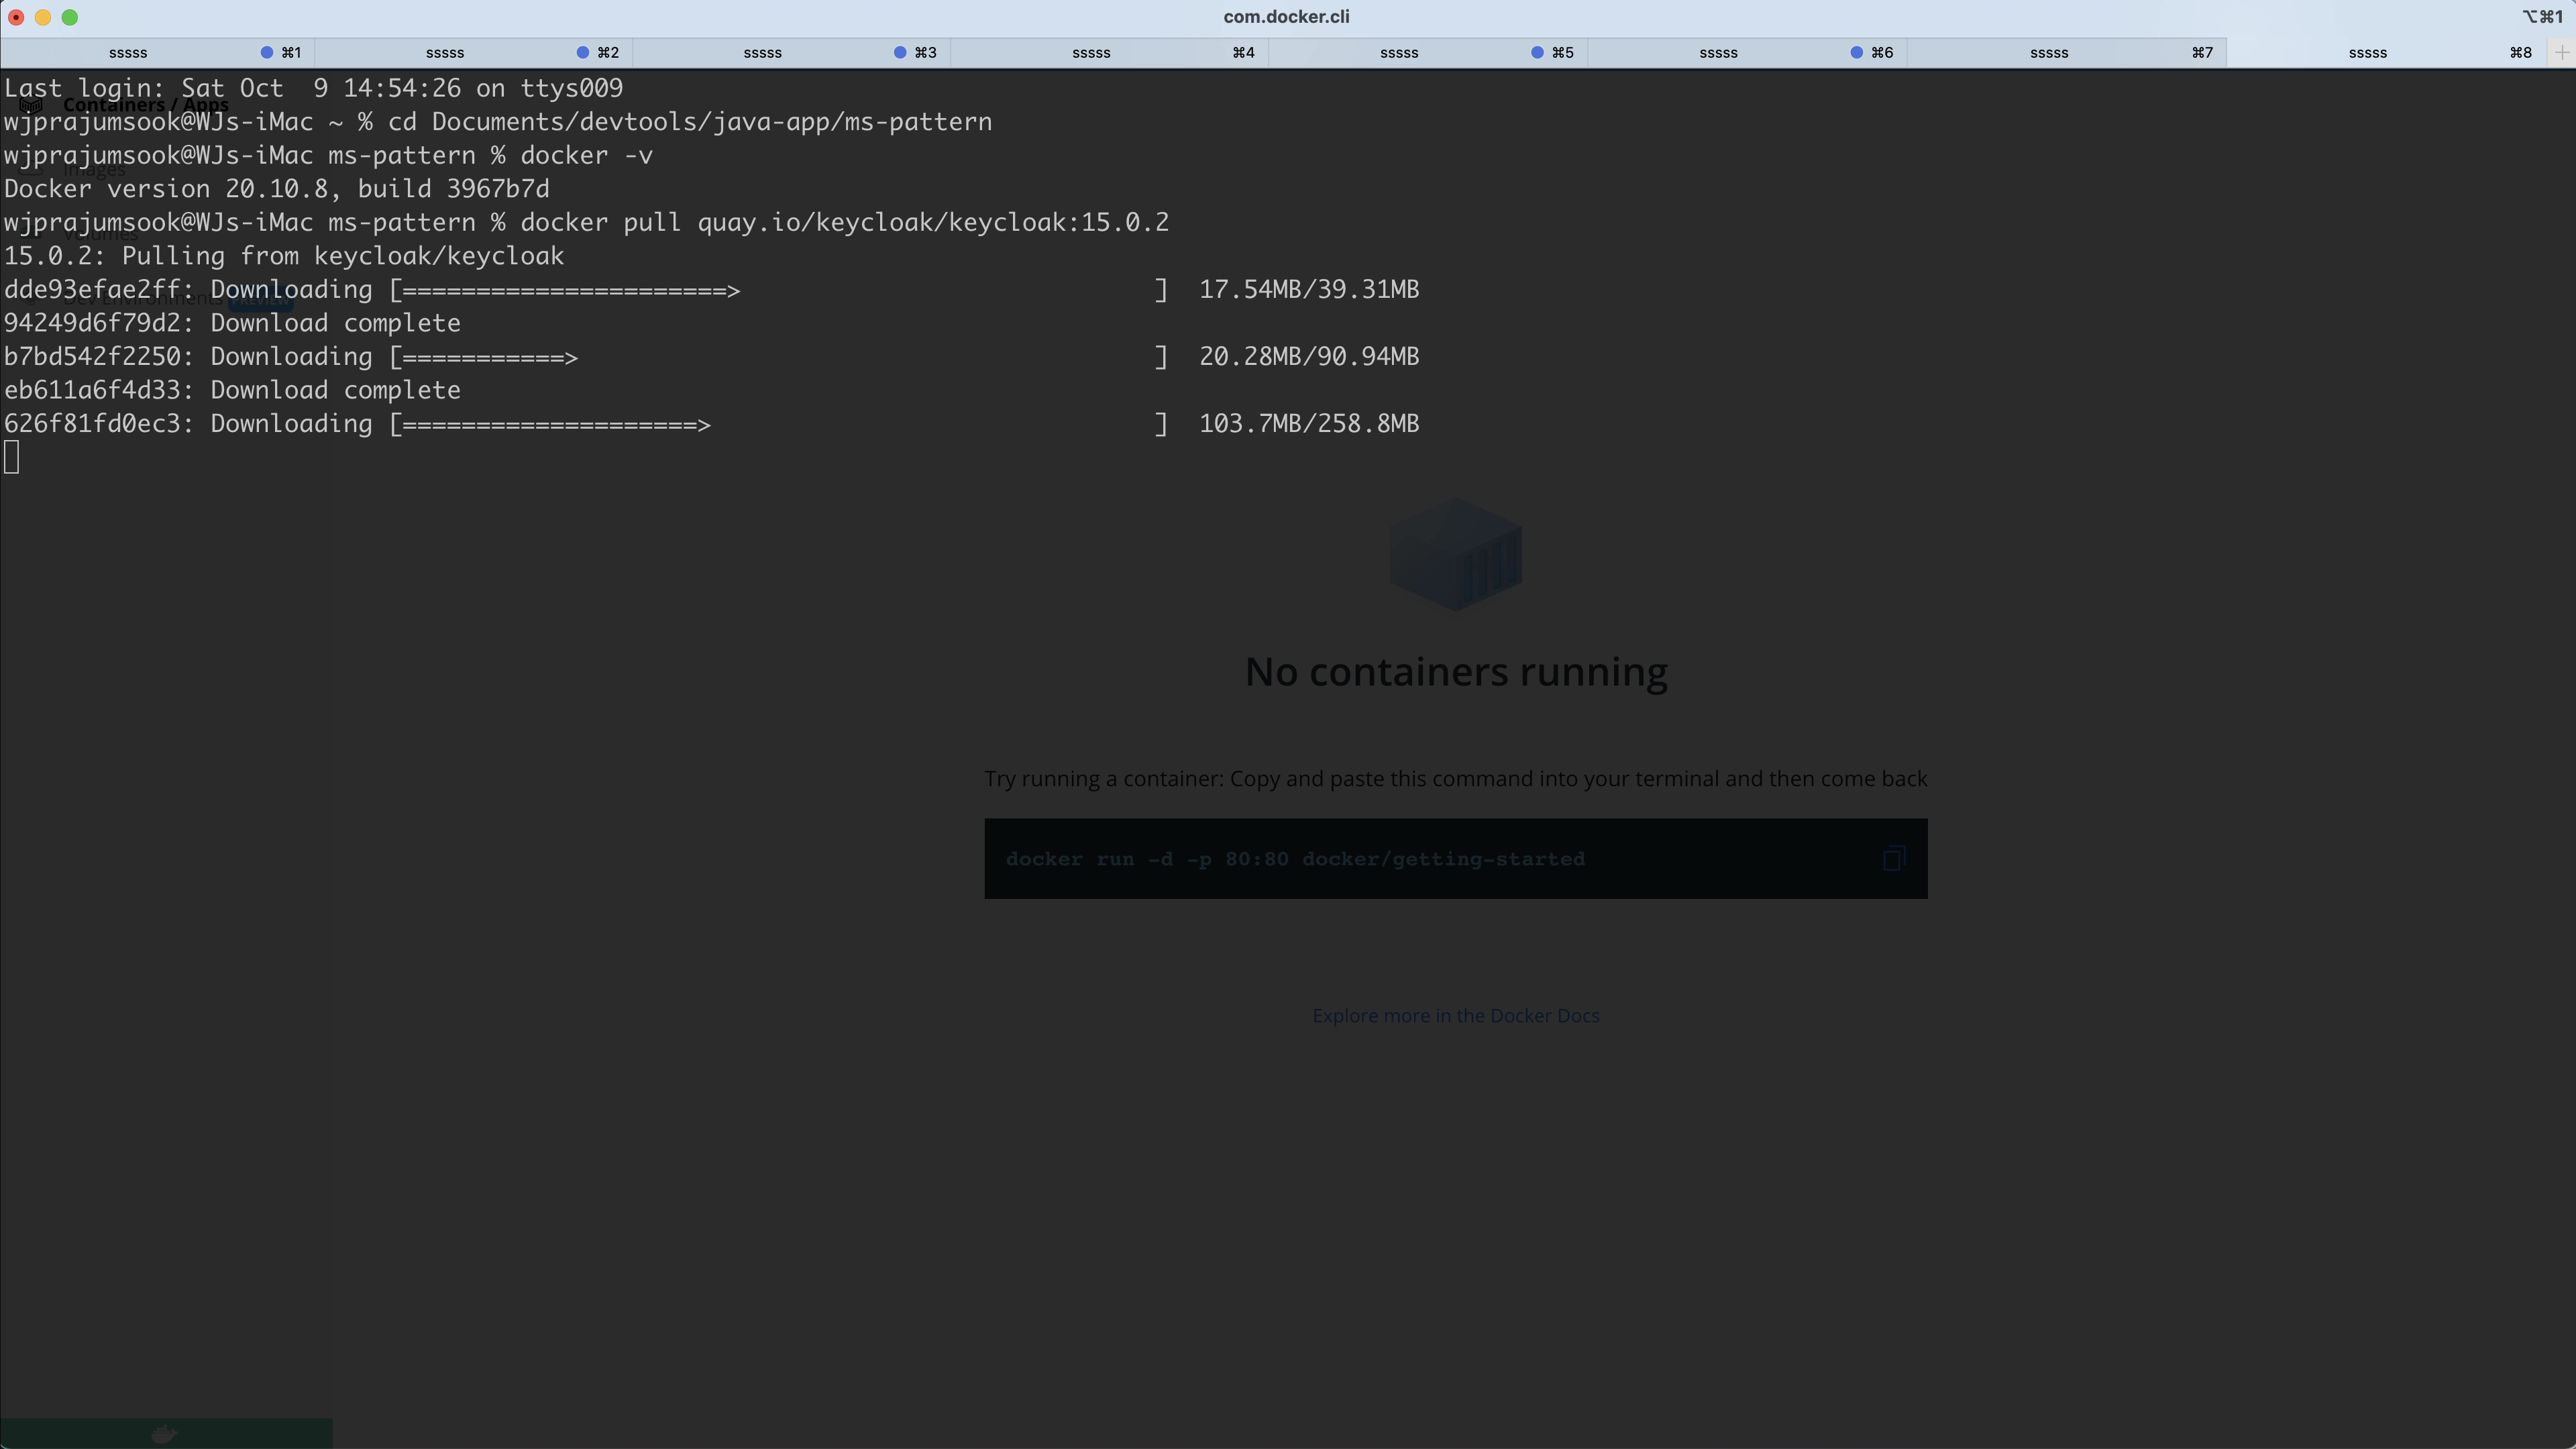 com.docker.cli
⌥⌘1
sssss ⌘1 sssss ⌘2 sssss ⌘3 sssss ⌘4 sssss ⌘5 sssss ⌘6 sssss ⌘7 sssss ⌘8 +
Last login: Sat Oct  9 14:54:26 on ttys009
Containers / Apps
wjprajumsook@WJs-iMac ~ % cd Documents/devtools/java-app/ms-pattern
wjprajumsook@WJs-iMac ms-pattern % docker -v
Images
Docker version 20.10.8, build 3967b7d
wjprajumsook@WJs-iMac ms-pattern % docker pull quay.io/keycloak/keycloak:15.0.2
Volumes
15.0.2: Pulling from keycloak/keycloak
dde93efae2ff: Downloading [======================>                            ]  17.54MB/39.31MB
Dev Environments PREVIEW
94249d6f79d2: Download complete
b7bd542f2250: Downloading [===========>                                       ]  20.28MB/90.94MB
eb611a6f4d33: Download complete
626f81fd0ec3: Downloading [====================>                              ]  103.7MB/258.8MB
No containers running
Try running a container: Copy and paste this command into your terminal and then come back
docker run -d -p 80:80 docker/getting-started
Explore more in the Docker Docs